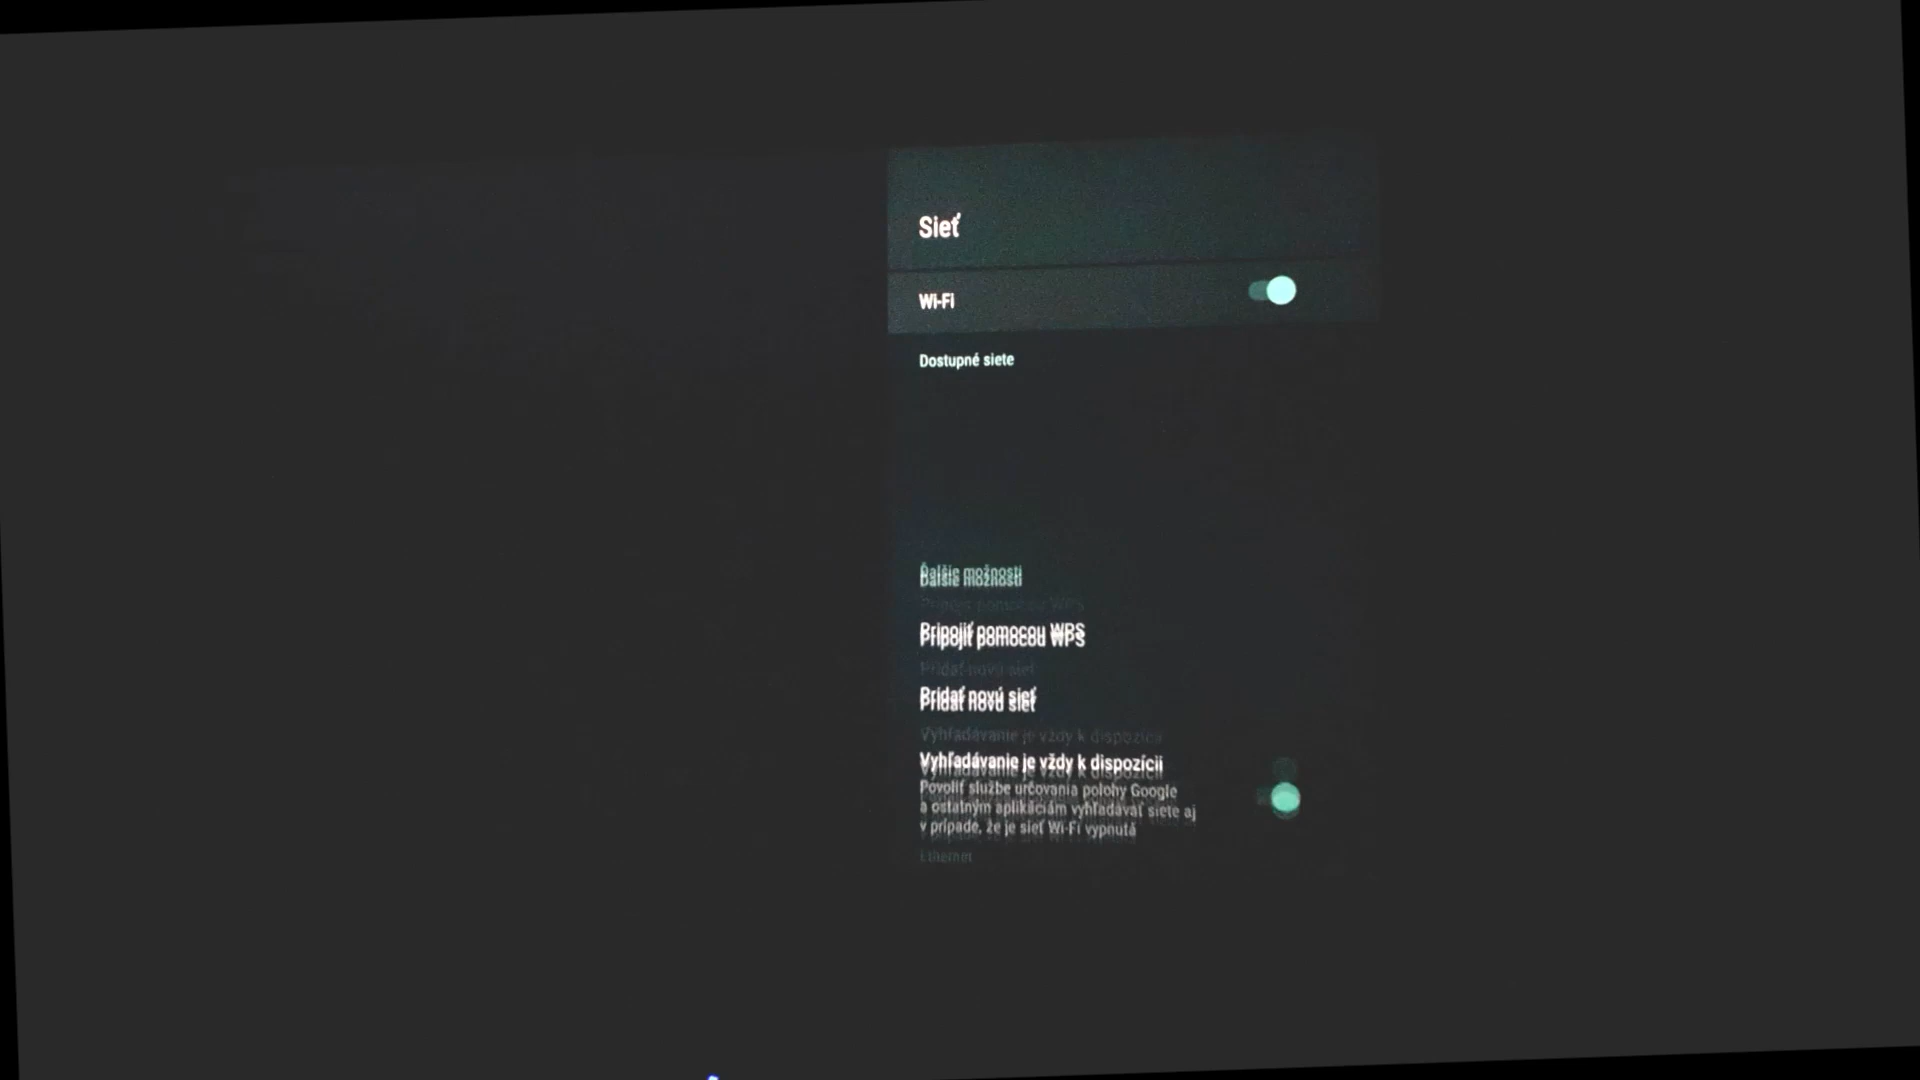 Sieť
Wi-Fi
Dostupné siete
Ďalšie možnosti
Pripojiť pomocou WPS
Pridať novú sieť
Vyhľadávanie je vždy k dispozícii
Povoliť službe určovania polohy Google
a ostatným aplikáciám vyhľadávať siete aj
v prípade, že je sieť Wi-Fi vypnutá
Ethernet